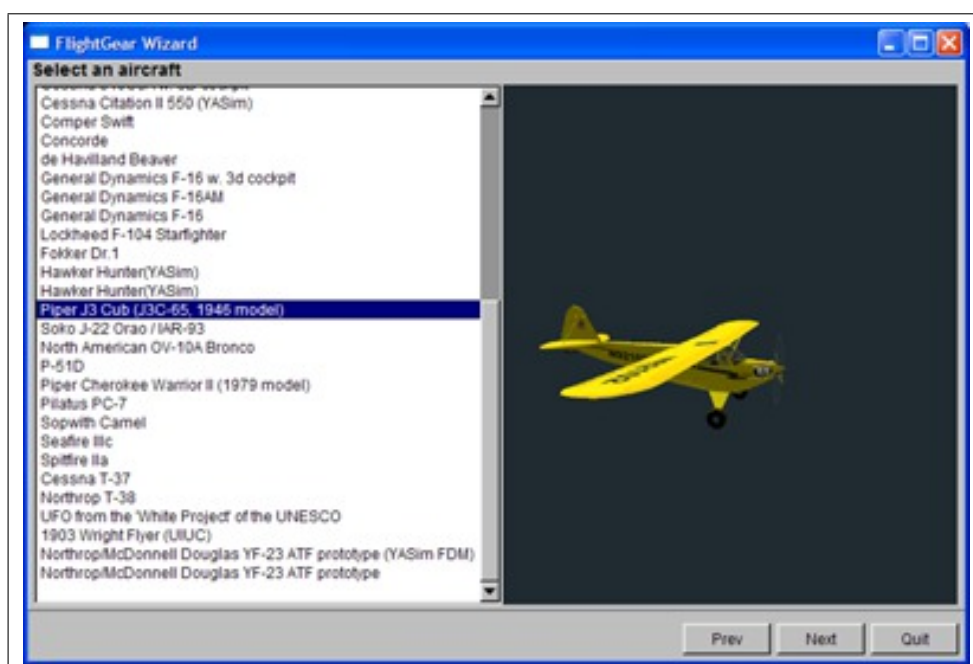 FlightGear Wizard
Select an aircraft
Cessna Citation II 550 (YASim)
Comper Swift
Concorde
de Havilland Beaver
General Dynamics F-16 w. 3d cockpit
General Dynamics F-16AM
General Dynamics F-16
Lockheed F-104 Starfighter
Fokker Dr.1
Hawker Hunter(YASim)
Hawker Hunter(YASim)
Piper J3 Cub (J3C-65, 1946 model)
Soko J-22 Orao / IAR-93
North American OV-10A Bronco
P-51D
Piper Cherokee Warrior II (1979 model)
Pilatus PC-7
Sopwith Camel
Seafire IIIc
Spitfire IIa
Cessna T-37
Northrop T-38
UFO from the 'White Project' of the UNESCO
1903 Wright Flyer (UIUC)
Northrop/McDonnell Douglas YF-23 ATF prototype (YASim FDM)
Northrop/McDonnell Douglas YF-23 ATF prototype
Prev
Next
Quit